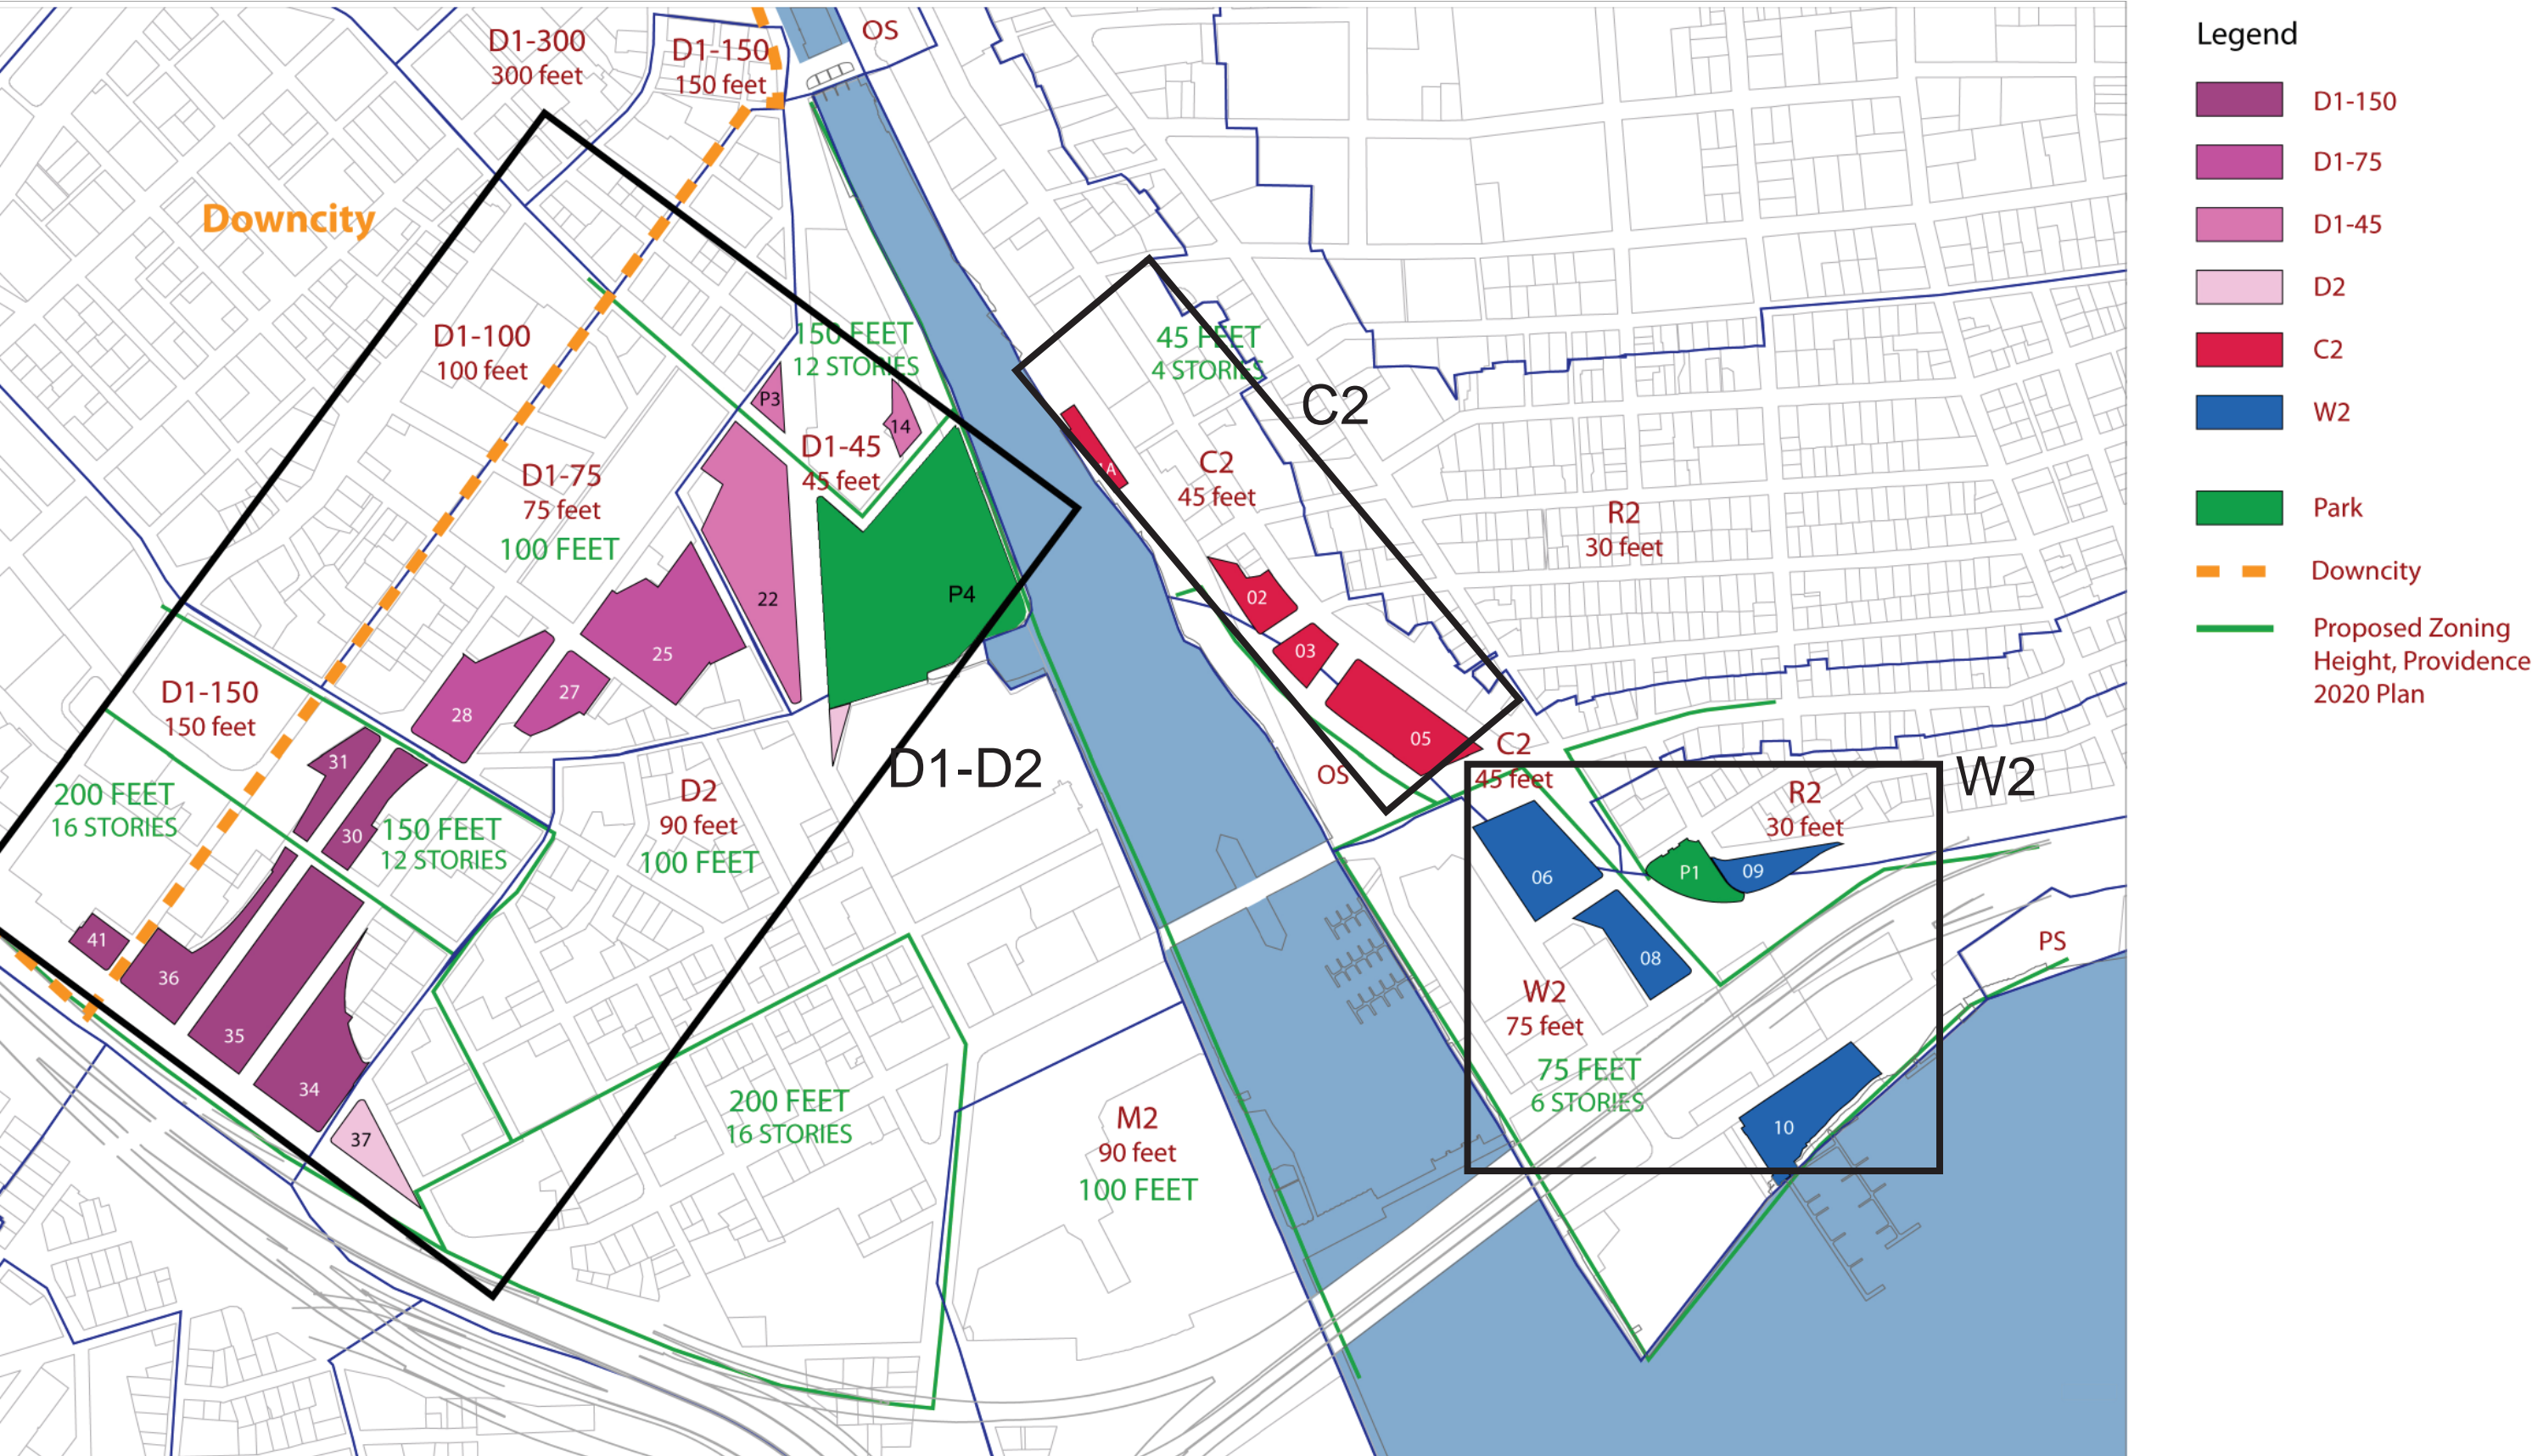 D1-300
300 feet
D1-150
150 feet
OS
Downcity
D1-100
100 feet
150 FEET
12 STORIES
P3
14
D1-45
45 feet
D1-75
75 feet
100 FEET
22
P4
25
27
28
D1-150
150 feet
31
30
200 FEET
16 STORIES
150 FEET
12 STORIES
D2
90 feet
100 FEET
D1-D2
41
36
35
34
37
200 FEET
16 STORIES
M2
90 feet
100 FEET
45 FEET
4 STORIES
C2
C2
45 feet
A
02
03
05
OS
C2
45 feet
R2
30 feet
W2
R2
30 feet
06
P1
09
08
W2
75 feet
75 FEET
6 STORIES
10
PS
Legend
D1-150
D1-75
D1-45
D2
C2
W2
Park
Downcity
Proposed Zoning
Height, Providence
2020 Plan